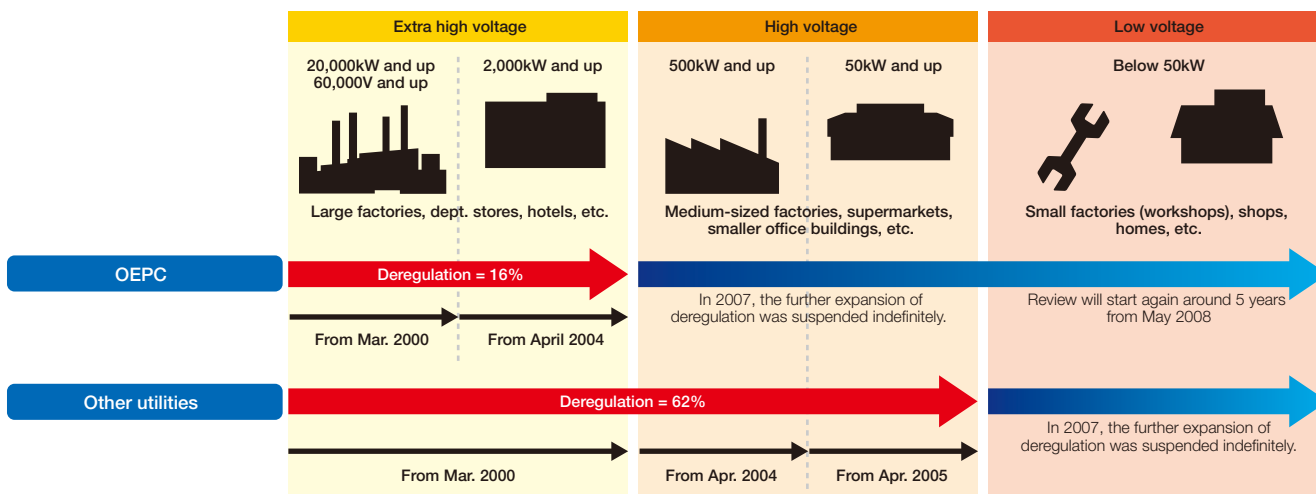 Extra high voltage
High voltage
Low voltage
20,000kW and up
60,000V and up
2,000kW and up
500kW and up
50kW and up
Below 50kW
Large factories, dept. stores, hotels, etc.
Medium-sized factories, supermarkets,
smaller office buildings, etc.
Small factories (workshops), shops,
homes, etc.
OEPC
Deregulation = 16%
In 2007, the further expansion of
deregulation was suspended indefinitely.
Review will start again around 5 years
from May 2008
From Mar. 2000
From April 2004
Other utilities
Deregulation = 62%
In 2007, the further expansion of
deregulation was suspended indefinitely.
From Mar. 2000
From Apr. 2004
From Apr. 2005